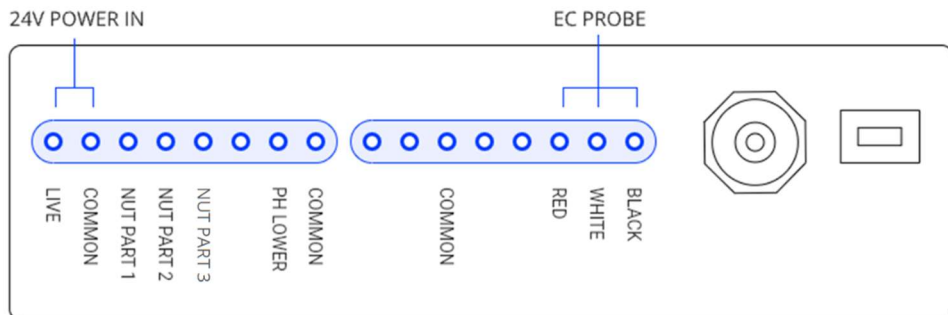 24V POWER IN
EC PROBE
LIVE
COMMON
NUT PART 1
NUT PART 2
NUT PART 3
PH LOWER
COMMON
COMMON
RED
WHITE
BLACK